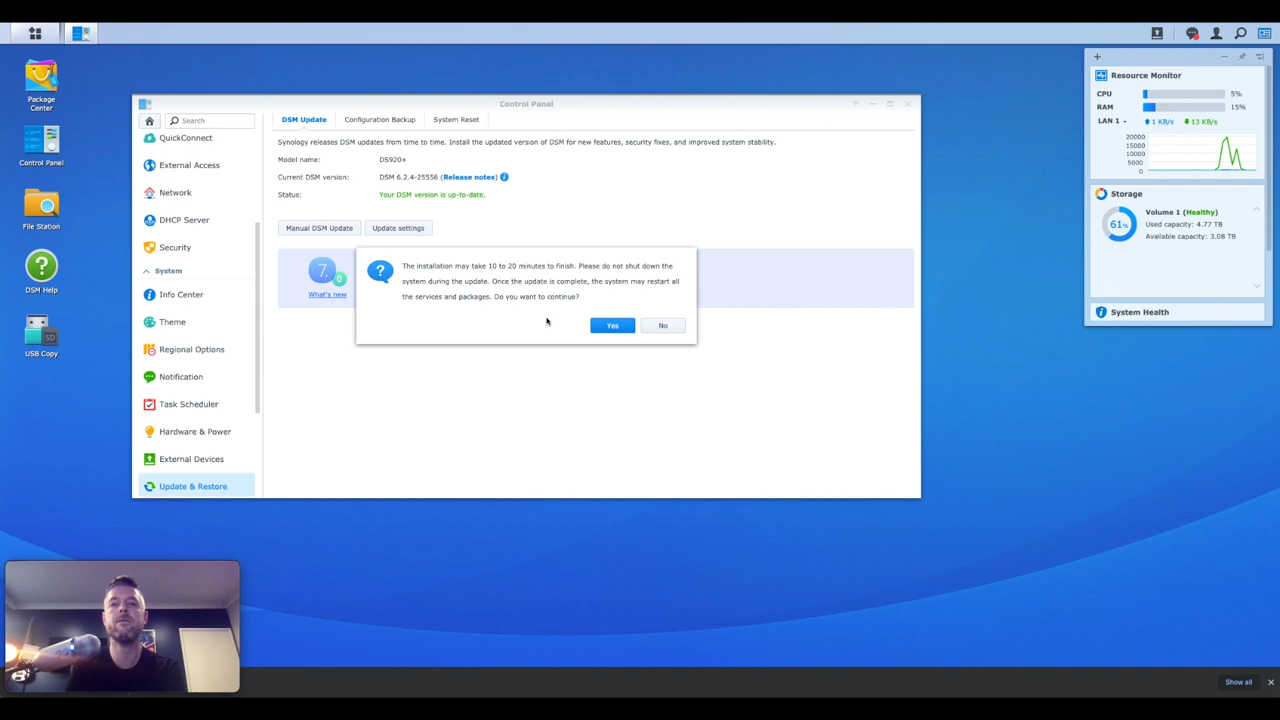 Control Panel
Search
DSM Update
Configuration Backup
System Reset
Synology releases DSM updates from time to time. Install the updated version of DSM for new features, security fixes, and improved system stability.
Model name: DS920+
Current DSM version: DSM 6.2.4-25556 (Release notes)
Status: Your DSM version is up-to-date.
Manual DSM Update
Update settings
7.0
What's new
The installation may take 10 to 20 minutes to finish. Please do not shut down the
system during the update. Once the update is complete, the system may restart all
the services and packages. Do you want to continue?
Yes
No
QuickConnect
External Access
Network
DHCP Server
Security
System
Info Center
Theme
Regional Options
Notification
Task Scheduler
Hardware & Power
External Devices
Update & Restore
Package
Center
Control Panel
File Station
DSM Help
SD
USB Copy
Resource Monitor
CPU 5%
RAM 15%
LAN 1 1 KB/s 13 KB/s
20000
15000
10000
5000
0
Storage
61%
Volume 1 (Healthy)
Used capacity: 4.77 TB
Available capacity: 3.08 TB
System Health
Show all